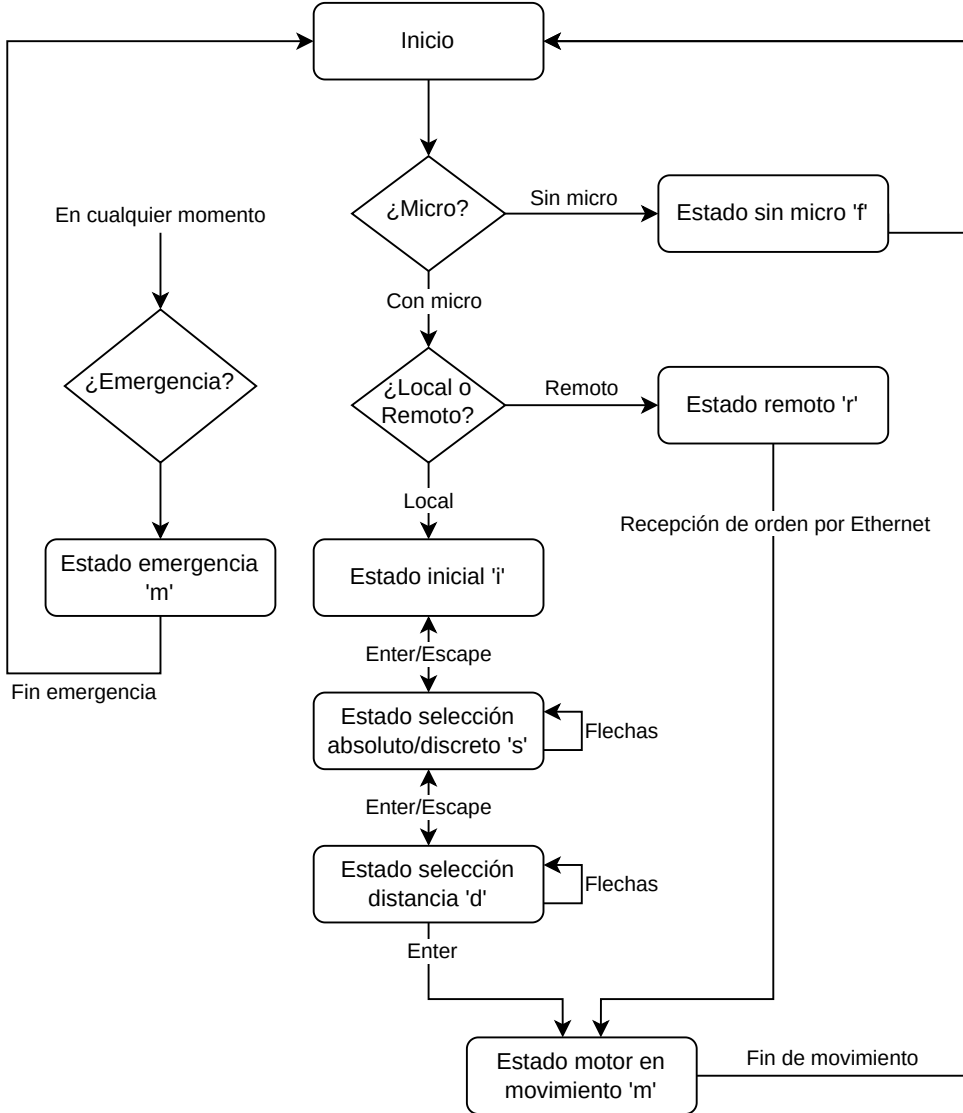 Inicio
¿Micro?
Sin micro
Estado sin micro 'f'
En cualquier momento
Con micro
¿Emergencia?
¿Local o
Remoto?
Remoto
Estado remoto 'r'
Local
Recepción de orden por Ethernet
Estado emergencia
'm'
Estado inicial 'i'
Enter/Escape
Fin emergencia
Estado selección
absoluto/discreto 's'
Flechas
Enter/Escape
Estado selección
distancia 'd'
Flechas
Enter
Estado motor en
movimiento 'm'
Fin de movimiento